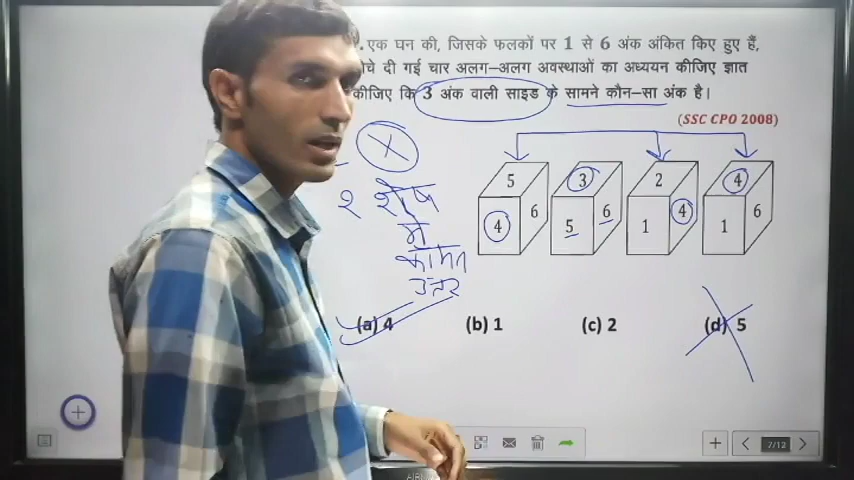 . एक घन की, जिसके फलकों पर 1 से 6 अंक अंकित किए हुए हैं,
चे दी गई चार अलग–अलग अवस्थाओं का अध्ययन कीजिए ज्ञात
कीजिए कि 3 अंक वाली साइड के सामने कौन–सा अंक है।
(SSC CPO 2008)
X
२ शेष
में
कामन
उत्तर
5 3 2 4
4 6 5 6 1 4 1 6
(a) 4 (b) 1 (c) 2 (d) 5
7/12